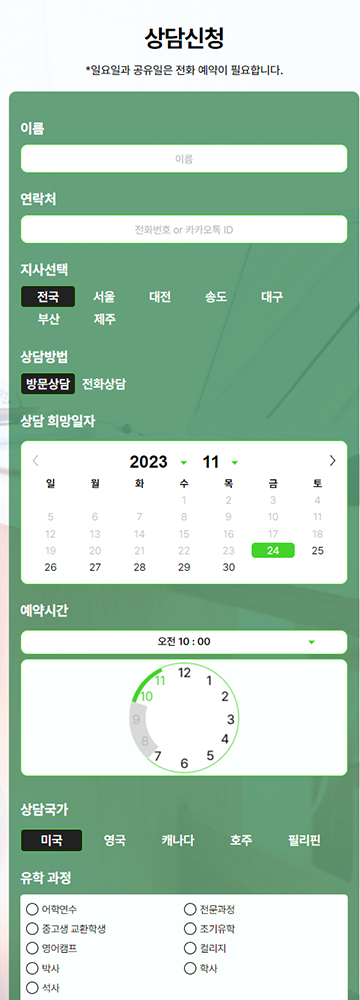 상담신청
*일요일과 공유일은 전화 예약이 필요합니다.
이름
이름
연락처
전화번호 or 카카오톡 ID
지사선택
전국 서울 대전 송도 대구
부산 제주
상담방법
방문상담 전화상담
상담 희망일자
2023 11
일 월 화 수 목 금 토
1 2 3 4
5 6 7 8 9 10 11
12 13 14 15 16 17 18
19 20 21 22 23 24 25
26 27 28 29 30
예약시간
오전 10 : 00
12
11 1
10 2
9 3
8 4
7 5
6
상담국가
미국 영국 캐나다 호주 필리핀
유학 과정
어학연수 전문과정
중고생 교환학생 조기유학
영어캠프 컬리지
박사 학사
석사